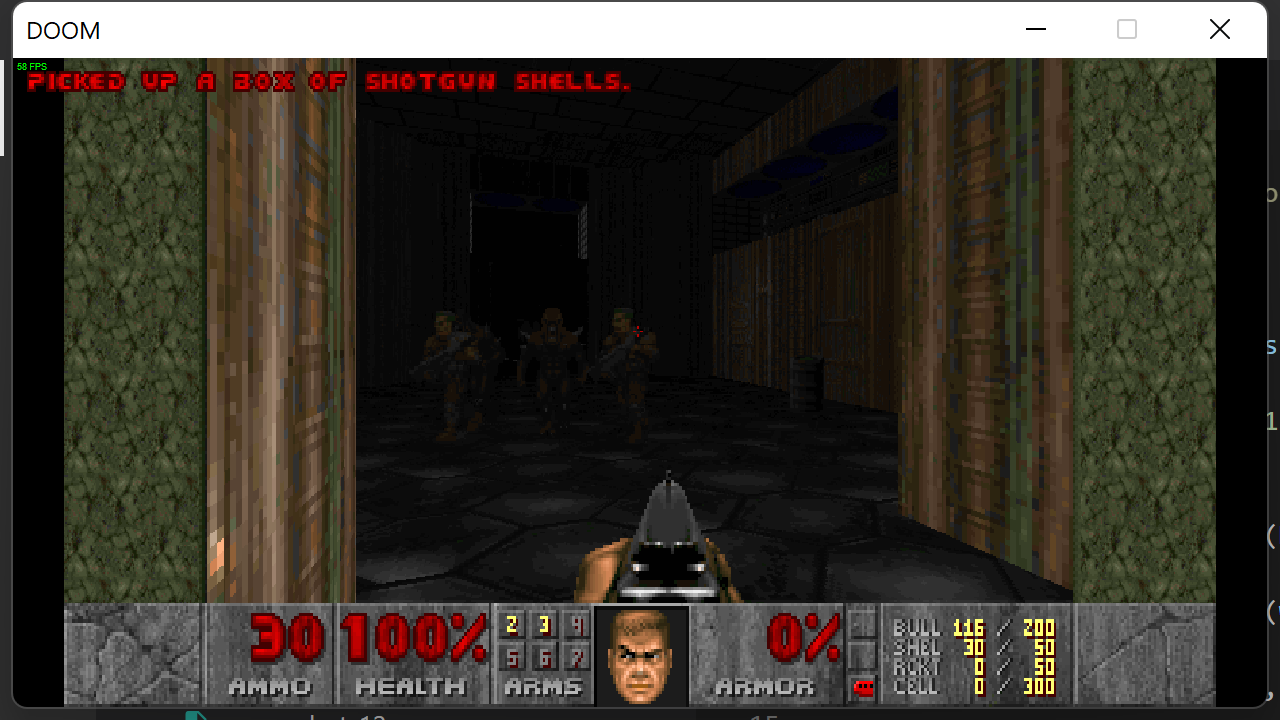 DOOM
58 FPS
PICKED UP A BOX OF SHOTGUN SHELLS.
30 100% 2 3 4 0% BULL 116 / 200
5 6 7 SHEL 30 / 50
RCKT 0 / 50
AMMO HEALTH ARMS ARMOR CELL 0 / 300